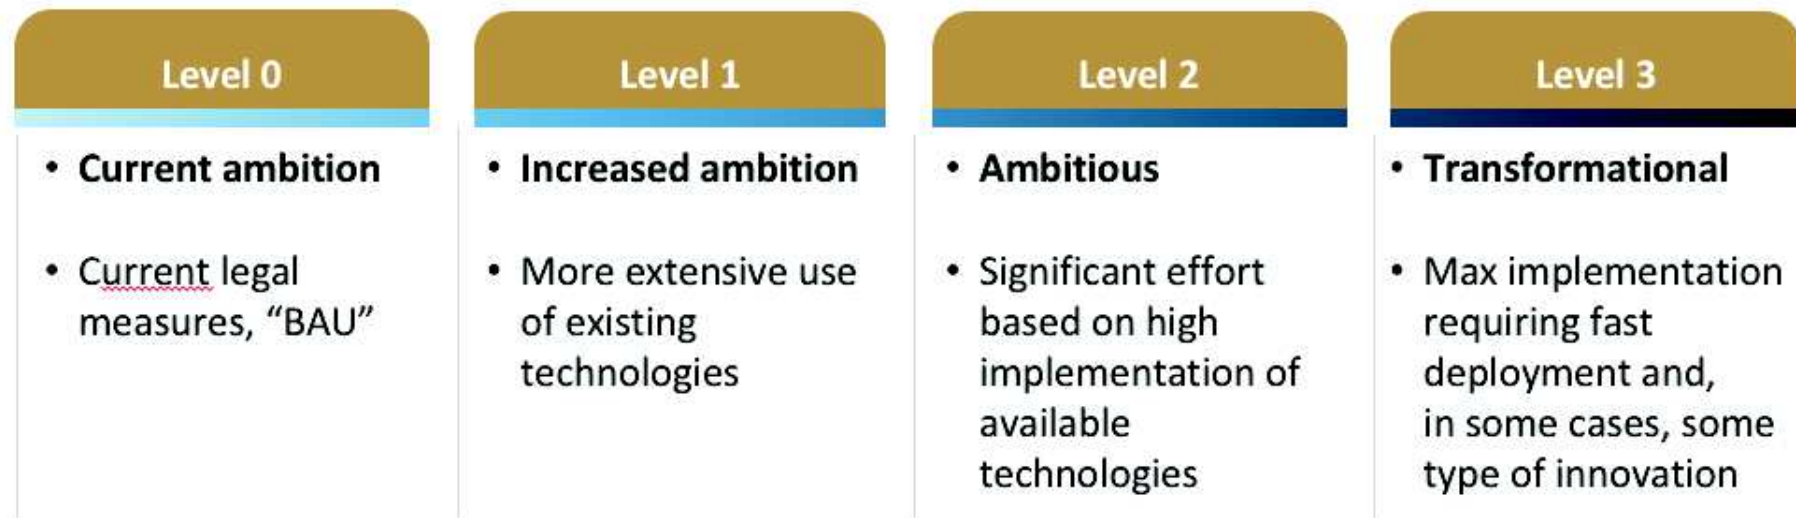 Level 0
• Current ambition
• Current legal
measures, “BAU”
Level 1
• Increased ambition
• More extensive use
of existing
technologies
Level 2
• Ambitious
• Significant effort
based on high
implementation of
available
technologies
Level 3
• Transformational
• Max implementation
requiring fast
deployment and,
in some cases, some
type of innovation